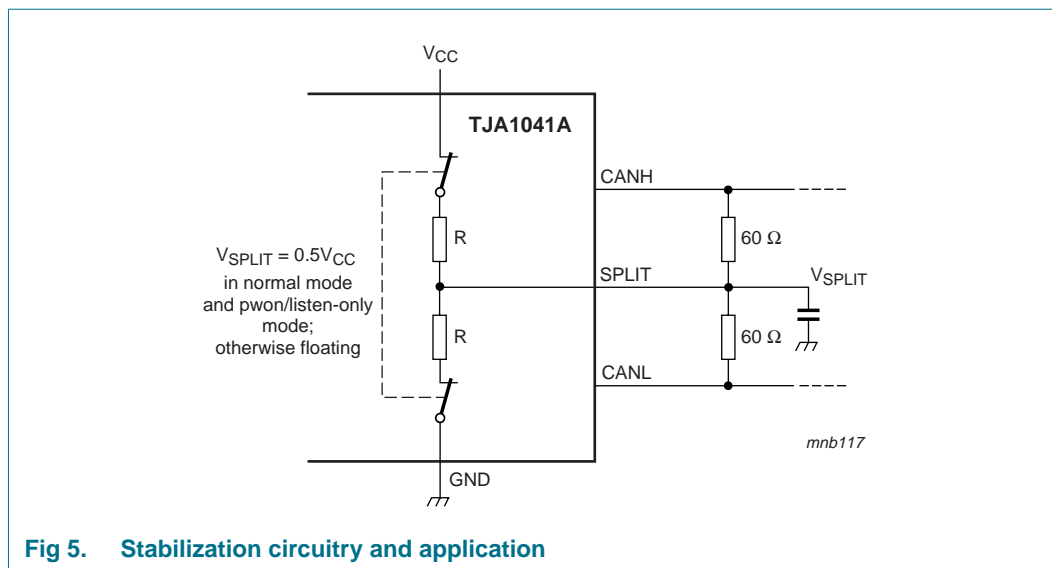 VCC
TJA1041A
CANH
R
60 Ω
VSPLIT = 0.5VCC
in normal mode
and pwon/listen-only
mode;
otherwise floating
SPLIT
VSPLIT
R
60 Ω
CANL
mnb117
GND
Fig 5. Stabilization circuitry and application